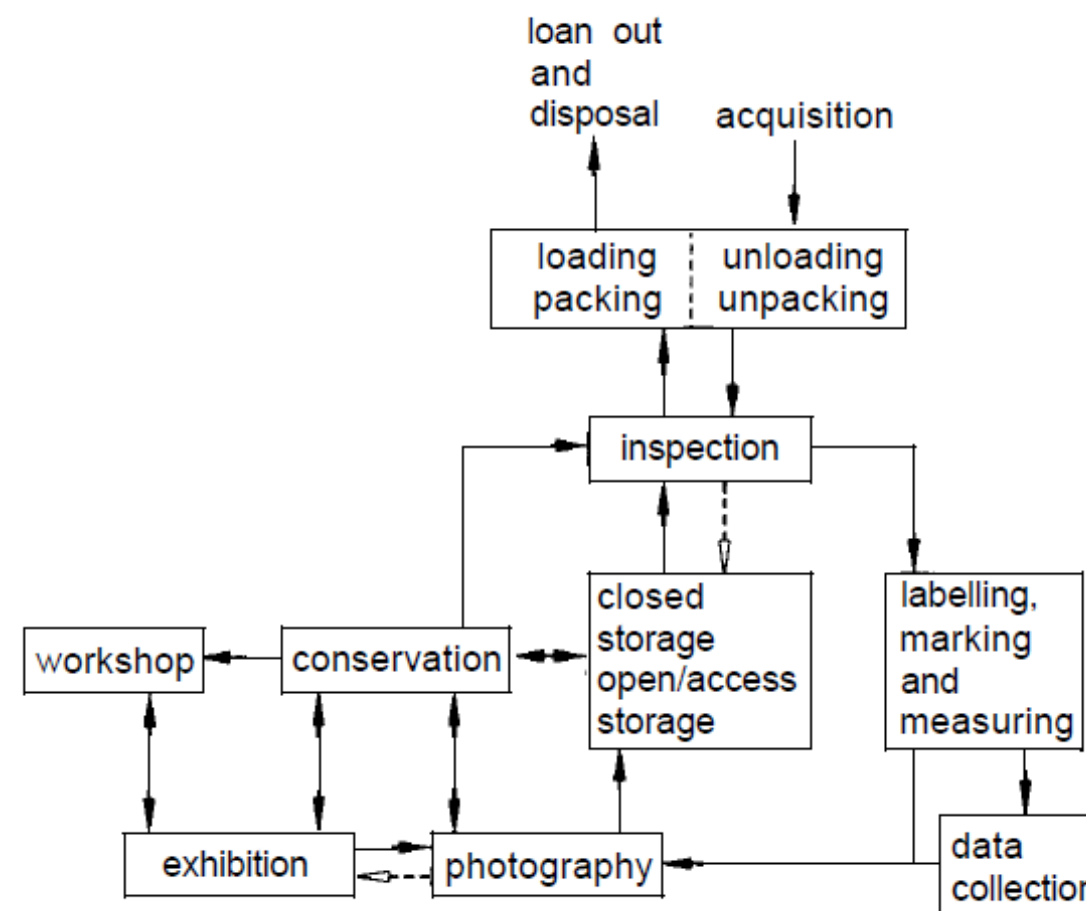 loan out
and
disposal
acquisition
loading
packing
unloading
unpacking
inspection
closed
storage
open/access
storage
labelling,
marking
and
measuring
workshop
conservation
exhibition
photography
data
collection